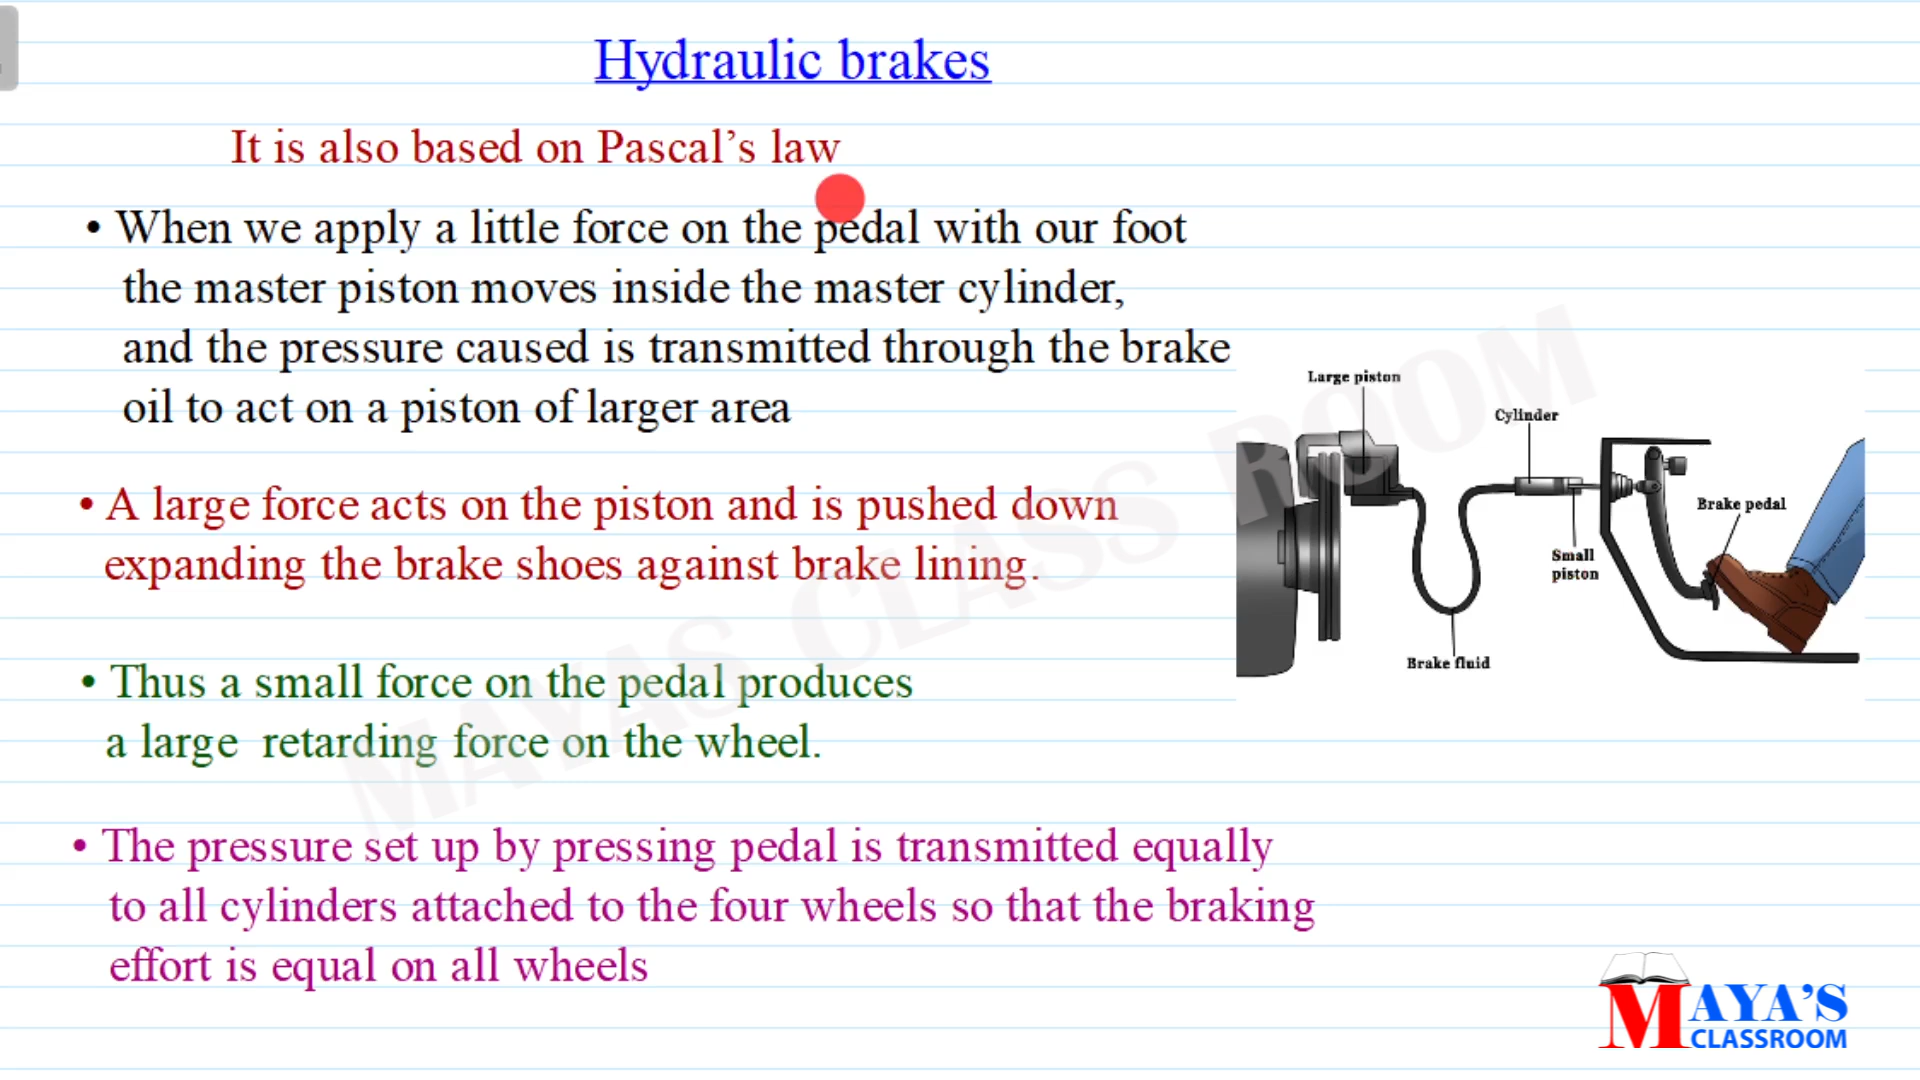 Hydraulic brakes
It is also based on Pascal's law
• When we apply a little force on the pedal with our foot
the master piston moves inside the master cylinder,
and the pressure caused is transmitted through the brake
oil to act on a piston of larger area
• A large force acts on the piston and is pushed down
expanding the brake shoes against brake lining.
• Thus a small force on the pedal produces
a large retarding force on the wheel.
• The pressure set up by pressing pedal is transmitted equally
to all cylinders attached to the four wheels so that the braking
effort is equal on all wheels
Large piston
Cylinder
Brake pedal
Small
piston
Brake fluid
MAYAS CLASS ROOM
MAYA'S
CLASSROOM